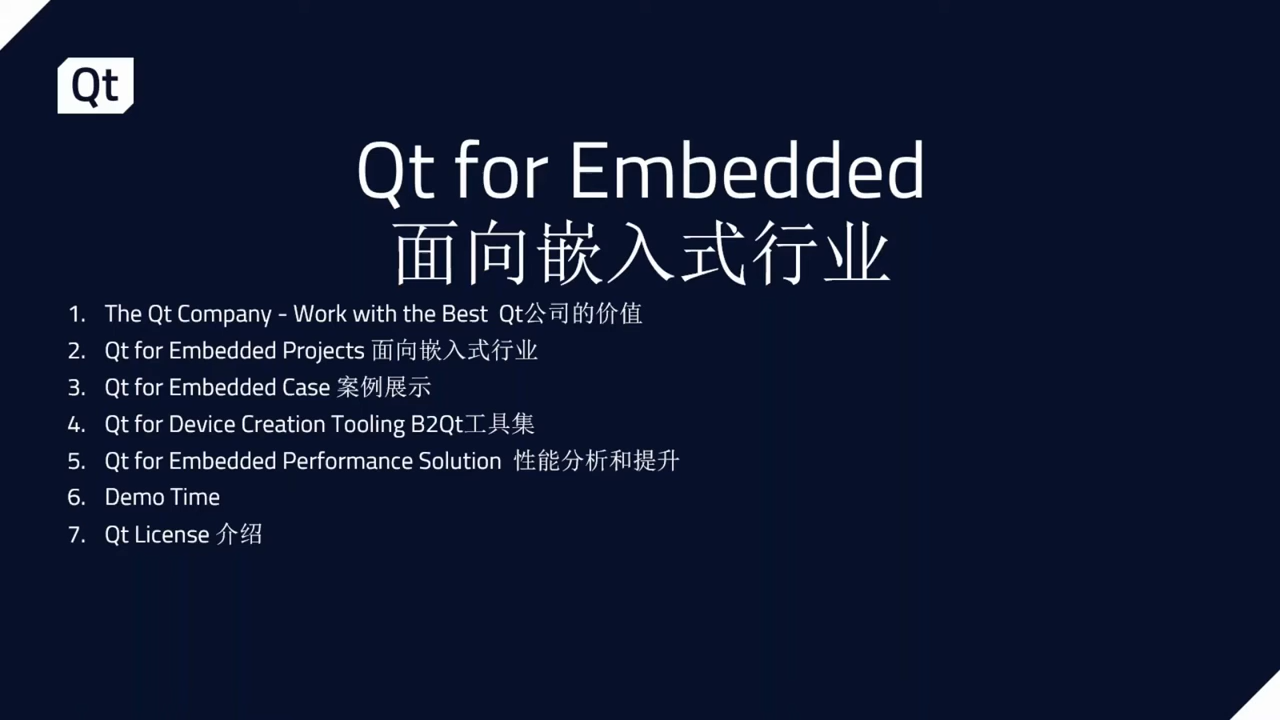 Qt
Qt for Embedded
面向嵌入式行业
1. The Qt Company - Work with the Best Qt公司的价值
2. Qt for Embedded Projects 面向嵌入式行业
3. Qt for Embedded Case 案例展示
4. Qt for Device Creation Tooling B2Qt工具集
5. Qt for Embedded Performance Solution 性能分析和提升
6. Demo Time
7. Qt License 介绍